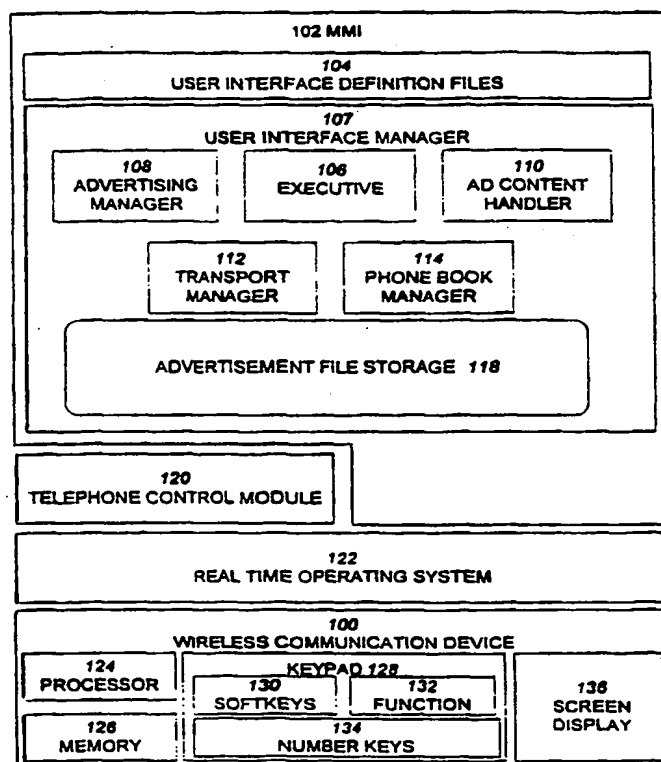 102 MMI
104
USER INTERFACE DEFINITION FILES
107
USER INTERFACE MANAGER
108
ADVERTISING
MANAGER
106
EXECUTIVE
110
AD CONTENT
HANDLER
112
TRANSPORT
MANAGER
114
PHONE BOOK
MANAGER
ADVERTISEMENT FILE STORAGE 118
120
TELEPHONE CONTROL MODULE
122
REAL TIME OPERATING SYSTEM
100
WIRELESS COMMUNICATION DEVICE
124
PROCESSOR
126
MEMORY
KEYPAD 128
130
SOFTKEYS
132
FUNCTION
134
NUMBER KEYS
136
SCREEN
DISPLAY